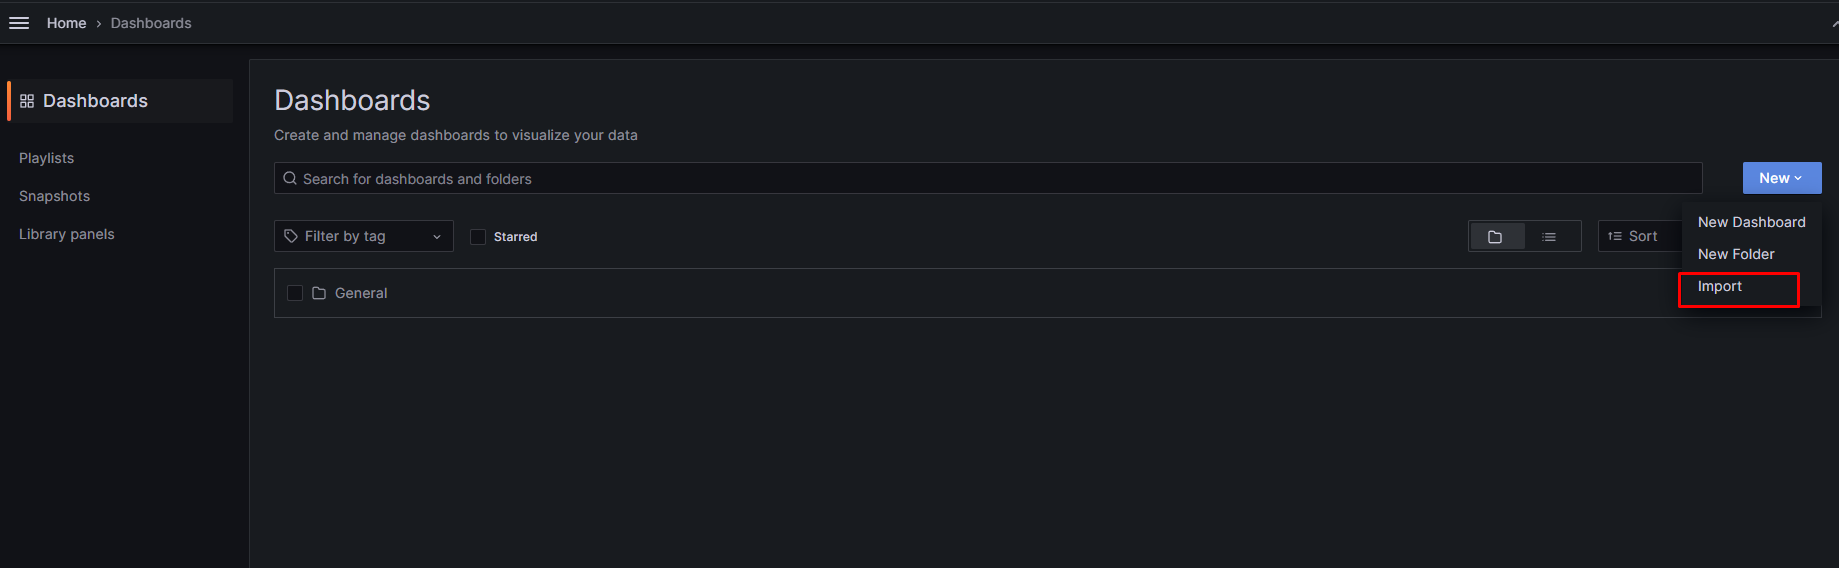 Home › Dashboards
Dashboards
Playlists
Snapshots
Library panels
Dashboards
Create and manage dashboards to visualize your data
Search for dashboards and folders
New
Filter by tag
Starred
Sort
New Dashboard
New Folder
Import
General